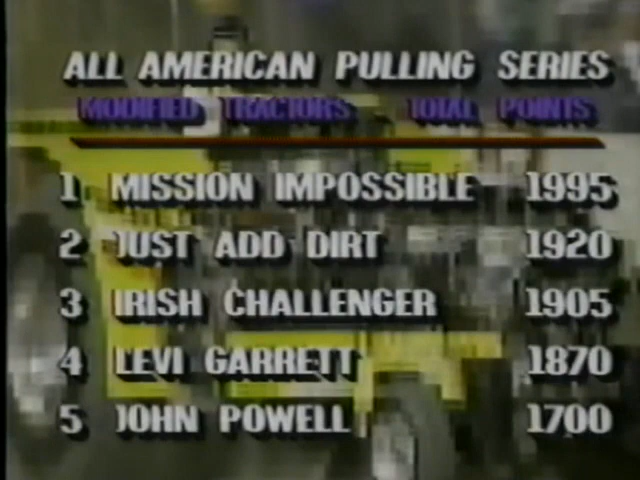 ALL AMERICAN PULLING SERIES
MODIFIED TRACTORS TOTAL POINTS
1 MISSION IMPOSSIBLE 1995
2 JUST ADD DIRT 1920
3 IRISH CHALLENGER 1905
4 LEVI GARRETT 1870
5 JOHN POWELL 1700